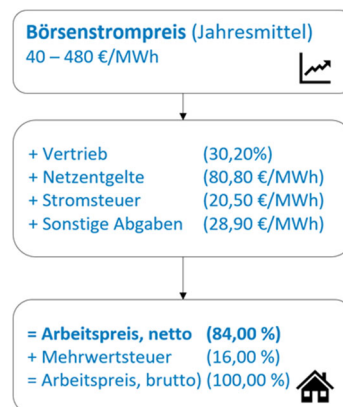 Börsenstrompreis (Jahresmittel)
40 – 480 €/MWh
+ Vertrieb (30,20%)
+ Netzentgelte (80,80 €/MWh)
+ Stromsteuer (20,50 €/MWh)
+ Sonstige Abgaben (28,90 €/MWh)
= Arbeitspreis, netto (84,00 %)
+ Mehrwertsteuer (16,00 %)
= Arbeitspreis, brutto) (100,00 %)